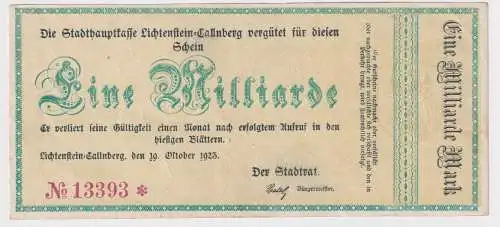 Die Stadthauptkasse Lichtenstein-Callnberg vergütet für diesen
Schein
Eine Milliarde
Er verliert seine Gültigkeit einen Monat nach erfolgtem Aufruf in den
hiesigen Blättern.
Lichtenstein-Callnberg, den 19. Oktober 1923.
Der Stadtrat.
Bürgermeister.
No 13393 *
Eine Milliarde Mark